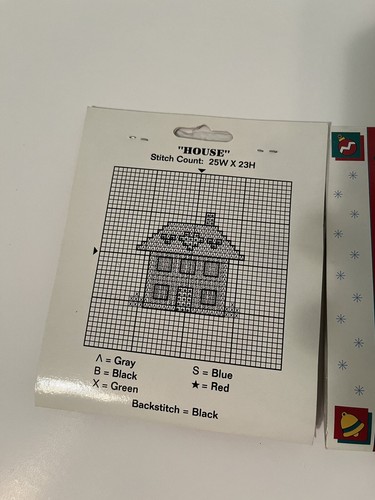 "HOUSE"
Stitch Count: 25W X 23H
Λ = Gray
B = Black
X = Green
S = Blue
★ = Red
Backstitch = Black